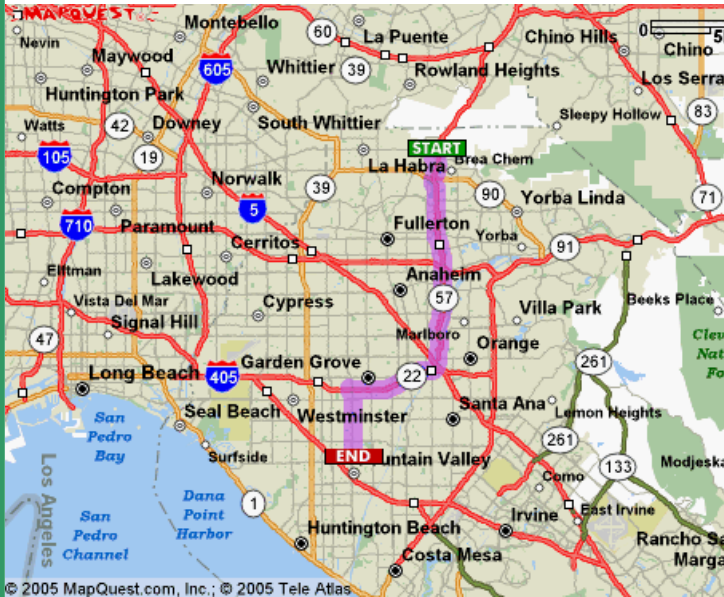 MAPQUEST
Montebello
Nevin
60
La Puente
Chino Hills
0
5
Chino
Maywood
605
Whittier
39
Rowland Heights
Los Serra
Huntington Park
83
Watts
42
Downey
South Whittier
Sleepy Hollow
START
105
19
La Habra
Brea Chem
Compton
Norwalk
39
90
Yorba Linda
71
5
710
Paramount
Fullerton
Yorba
91
Cerritos
Elftman
Lakewood
Anaheim
Vista Del Mar
Cypress
57
Villa Park
Beeks Place
Signal Hill
Marlboro
Orange
47
Garden Grove
261
Clev
Nat
Fo
Long Beach
405
22
Seal Beach
Westminster
Santa Ana
Lemon Heights
San
Pedro
Bay
261
Surfside
END
untain Valley
133
Modjeska
Como
Los Angeles
Dana
Point
Harbor
1
Irvine
East Irvine
San
Pedro
Channel
Huntington Beach
Rancho Sa
Marga
Costa Mesa
© 2005 MapQuest.com, Inc.; © 2005 Tele Atlas